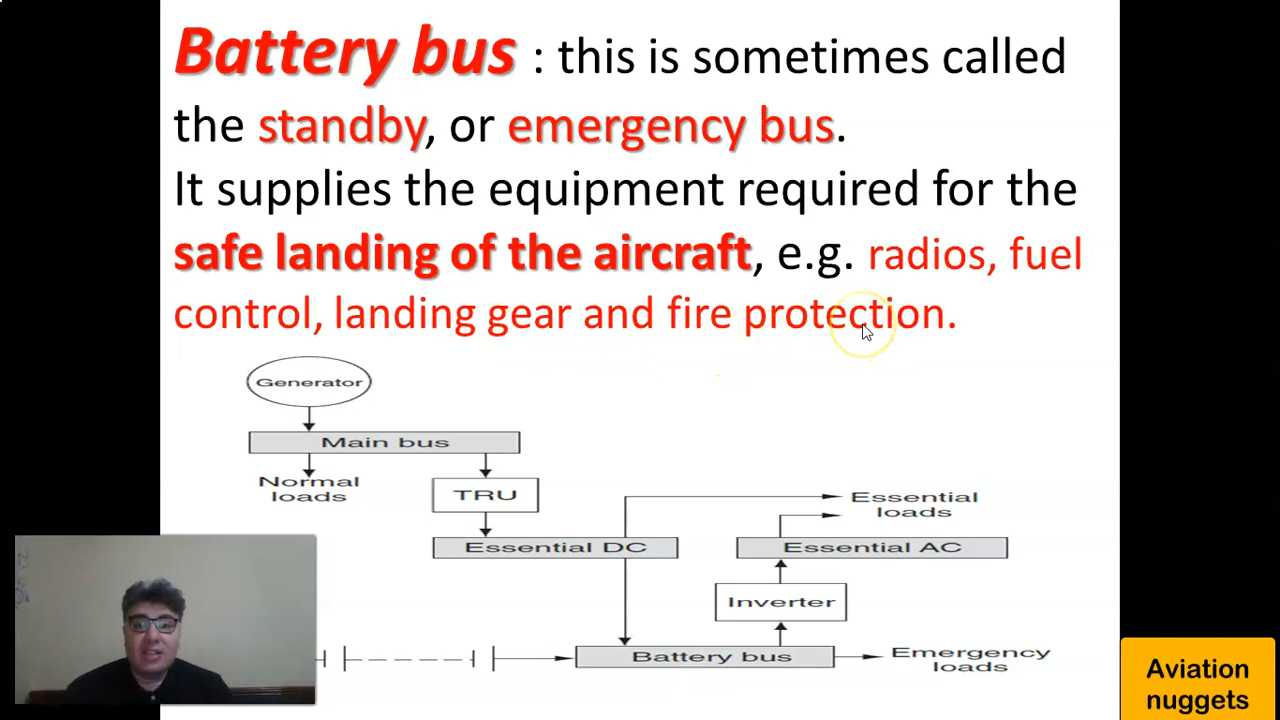 Battery bus : this is sometimes called
the standby, or emergency bus.
It supplies the equipment required for the
safe landing of the aircraft, e.g. radios, fuel
control, landing gear and fire protection.
Generator
Main bus
Normal
loads
TRU
Essential
loads
Essential DC
Essential AC
Inverter
Battery bus
Emergency
loads
Aviation
nuggets